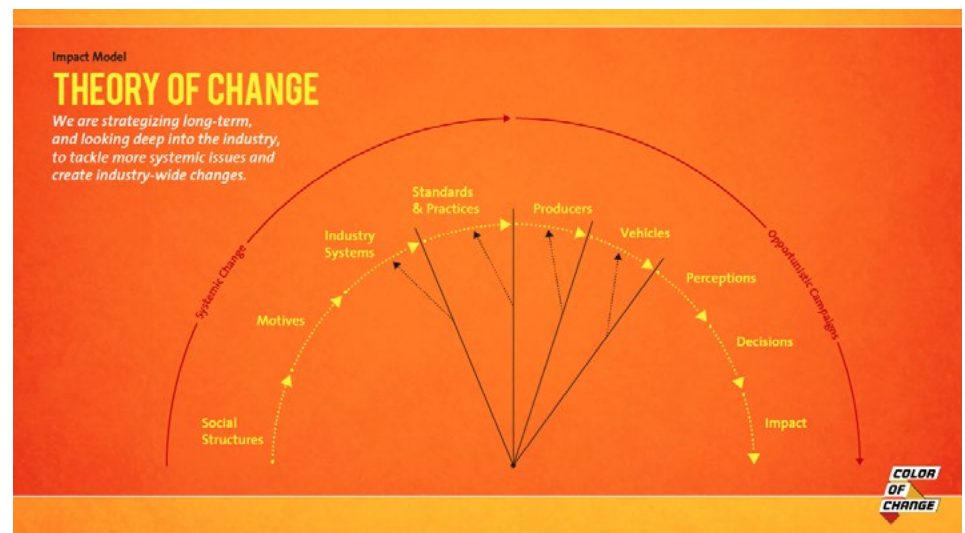 Impact Model
THEORY OF CHANGE
We are strategizing long-term,
and looking deep into the industry,
to tackle more systemic issues and
create industry-wide changes.
Systemic Change
Opportunistic Campaigns
Social
Structures
Motives
Industry
Systems
Standards
& Practices
Producers
Vehicles
Perceptions
Decisions
Impact
COLOR
OF
CHANGE